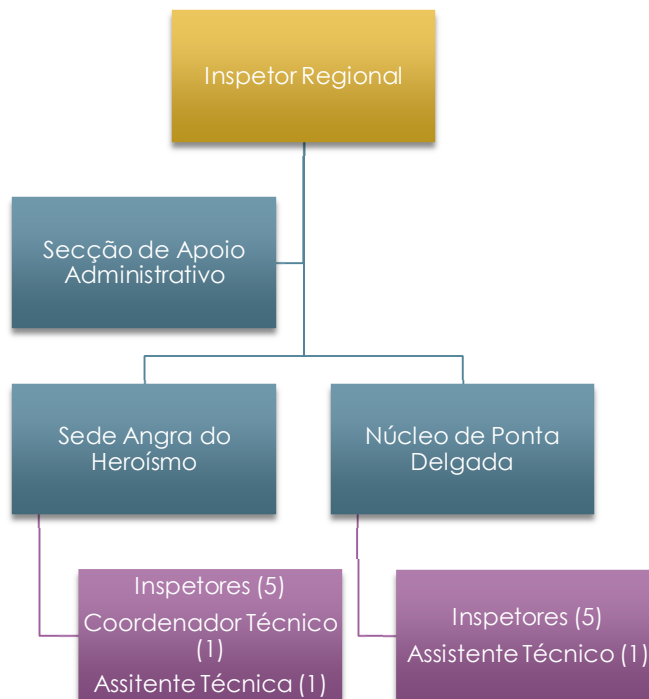 Inspetor Regional
Secção de Apoio
Administrativo
Sede Angra do
Heroísmo
Núcleo de Ponta
Delgada
Inspetores (5)
Coordenador Técnico
(1)
Assitente Técnica (1)
Inspetores (5)
Assistente Técnico (1)